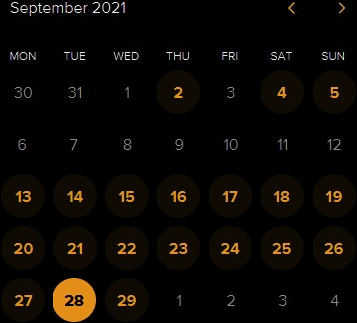 September 2021
MON TUE WED THU FRI SAT SUN
30 31 1 2 3 4 5
6 7 8 9 10 11 12
13 14 15 16 17 18 19
20 21 22 23 24 25 26
27 28 29 1 2 3 4